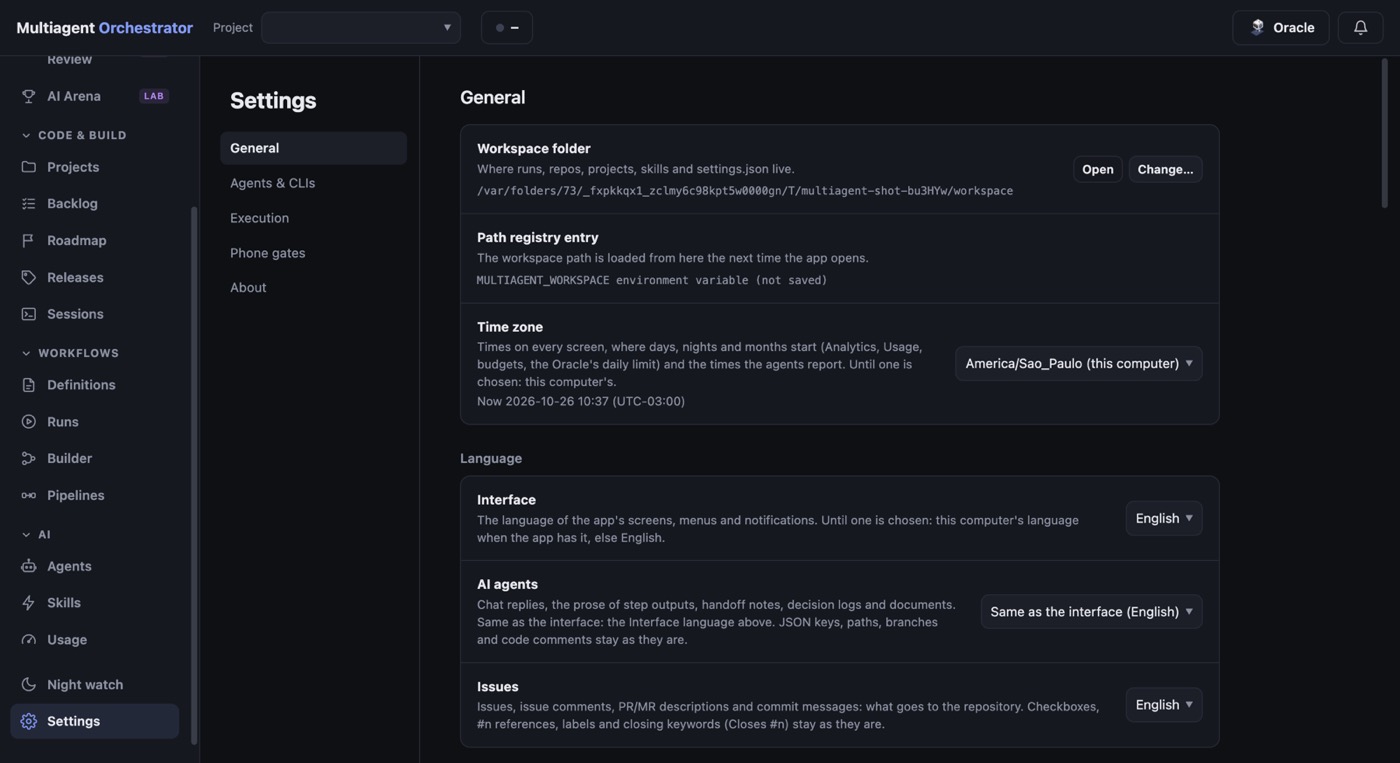 Multiagent Orchestrator
Project
–
Oracle
Review
AI Arena
LAB
CODE & BUILD
Projects
Backlog
Roadmap
Releases
Sessions
WORKFLOWS
Definitions
Runs
Builder
Pipelines
AI
Agents
Skills
Usage
Night watch
Settings
Settings
General
Agents & CLIs
Execution
Phone gates
About
General
Workspace folder
Where runs, repos, projects, skills and settings.json live.
/var/folders/73/_fxpkkqx1_zclmy6c98kpt5w0000gn/T/multiagent-shot-bu3HYw/workspace
Open
Change...
Path registry entry
The workspace path is loaded from here the next time the app opens.
MULTIAGENT_WORKSPACE environment variable (not saved)
Time zone
Times on every screen, where days, nights and months start (Analytics, Usage,
budgets, the Oracle's daily limit) and the times the agents report. Until one is
chosen: this computer's.
Now 2026-10-26 10:37 (UTC-03:00)
America/Sao_Paulo (this computer)
Language
Interface
The language of the app's screens, menus and notifications. Until one is chosen: this computer's language
when the app has it, else English.
English
AI agents
Chat replies, the prose of step outputs, handoff notes, decision logs and documents.
Same as the interface: the Interface language above. JSON keys, paths, branches
and code comments stay as they are.
Same as the interface (English)
Issues
Issues, issue comments, PR/MR descriptions and commit messages: what goes to the repository. Checkboxes,
#n references, labels and closing keywords (Closes #n) stay as they are.
English